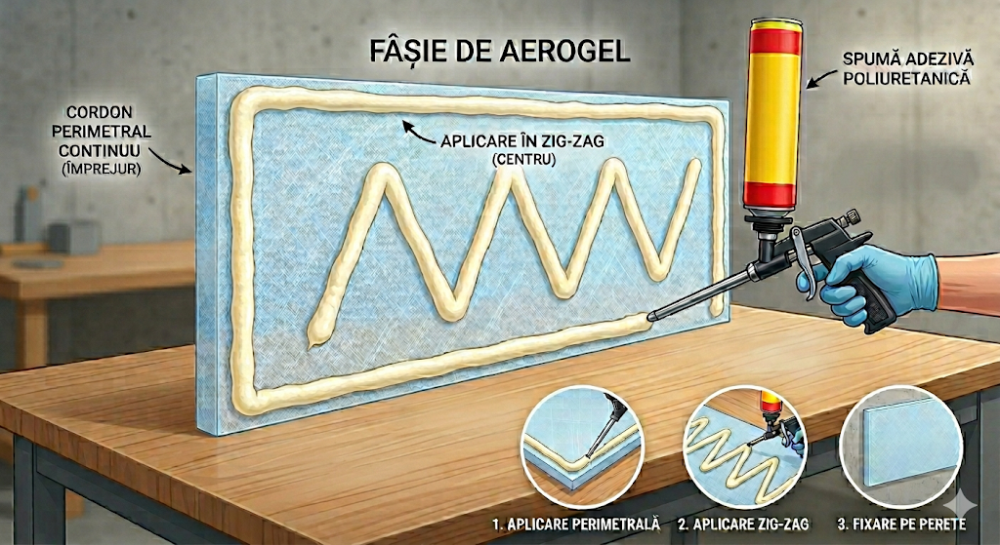 FÂȘIE DE AEROGEL
SPUMĂ ADEZIVĂ
POLIURETANICĂ
CORDON
PERIMETRAL
CONTINUU
(ÎMPREJUR)
APLICARE ÎN ZIG-ZAG
(CENTRU)
1. APLICARE PERIMETRALĂ
2. APLICARE ZIG-ZAG
3. FIXARE PE PERETE